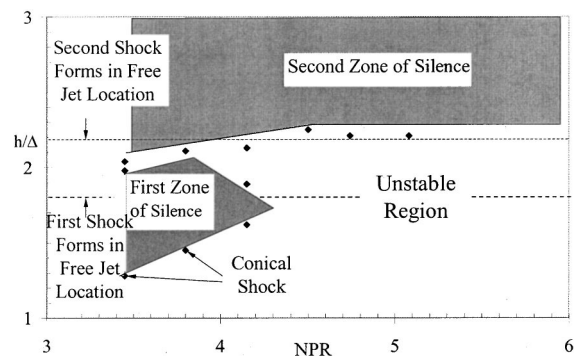 3
Second Shock
Forms in Free
Jet Location
Second Zone of Silence
h/Δ
2
First Zone
of Silence
Unstable
Region
First Shock
Forms in
Free Jet
Location
Conical
Shock
1
3
4
5
6
NPR